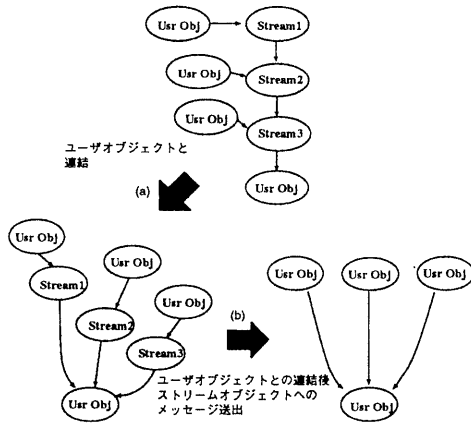 Usr Obj
Stream1
Usr Obj
Stream2
Usr Obj
Stream3
Usr Obj
ユーザオブジェクトと
連結
(a)
Usr Obj
Stream1
Usr Obj
Stream2
Usr Obj
Stream3
Usr Obj
(b)
ユーザオブジェクトとの連結後
ストリームオブジェクトへの
メッセージ送出
Usr Obj
Usr Obj
Usr Obj
Usr Obj